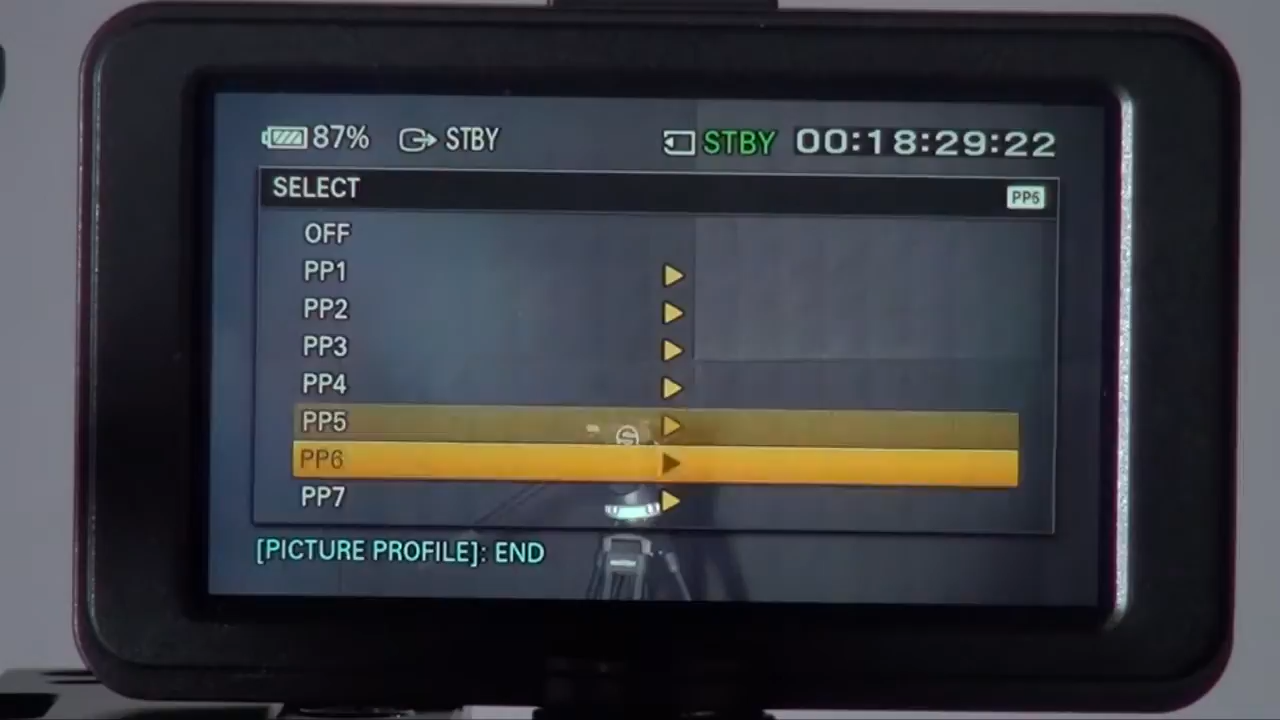 87% STBY STBY 00:18:29:22
SELECT PP6
OFF
PP1
PP2
PP3
PP4
PP5
PP6
PP7
[PICTURE PROFILE]: END